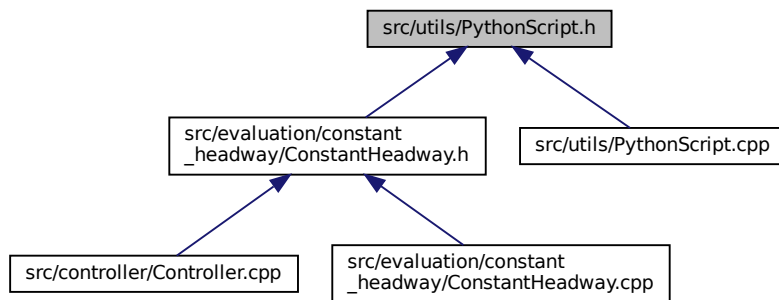 src/utils/PythonScript.h
src/evaluation/constant
_headway/ConstantHeadway.h
src/utils/PythonScript.cpp
src/controller/Controller.cpp
src/evaluation/constant
_headway/ConstantHeadway.cpp